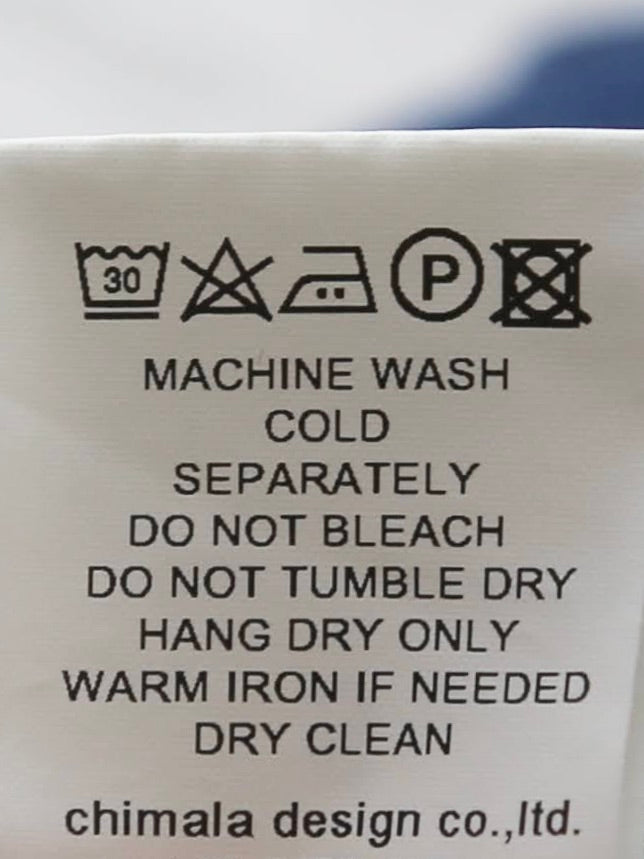 30 P
MACHINE WASH
COLD
SEPARATELY
DO NOT BLEACH
DO NOT TUMBLE DRY
HANG DRY ONLY
WARM IRON IF NEEDED
DRY CLEAN
chimala design co.,ltd.